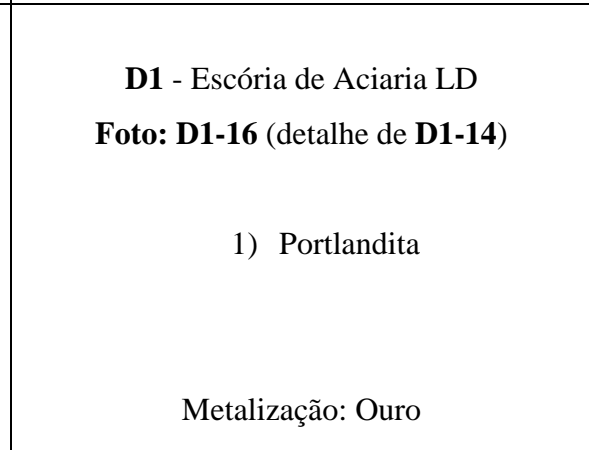 D1 - Escória de Aciaria LD
Foto: D1-16 (detalhe de D1-14)
1) Portlandita
Metalização: Ouro